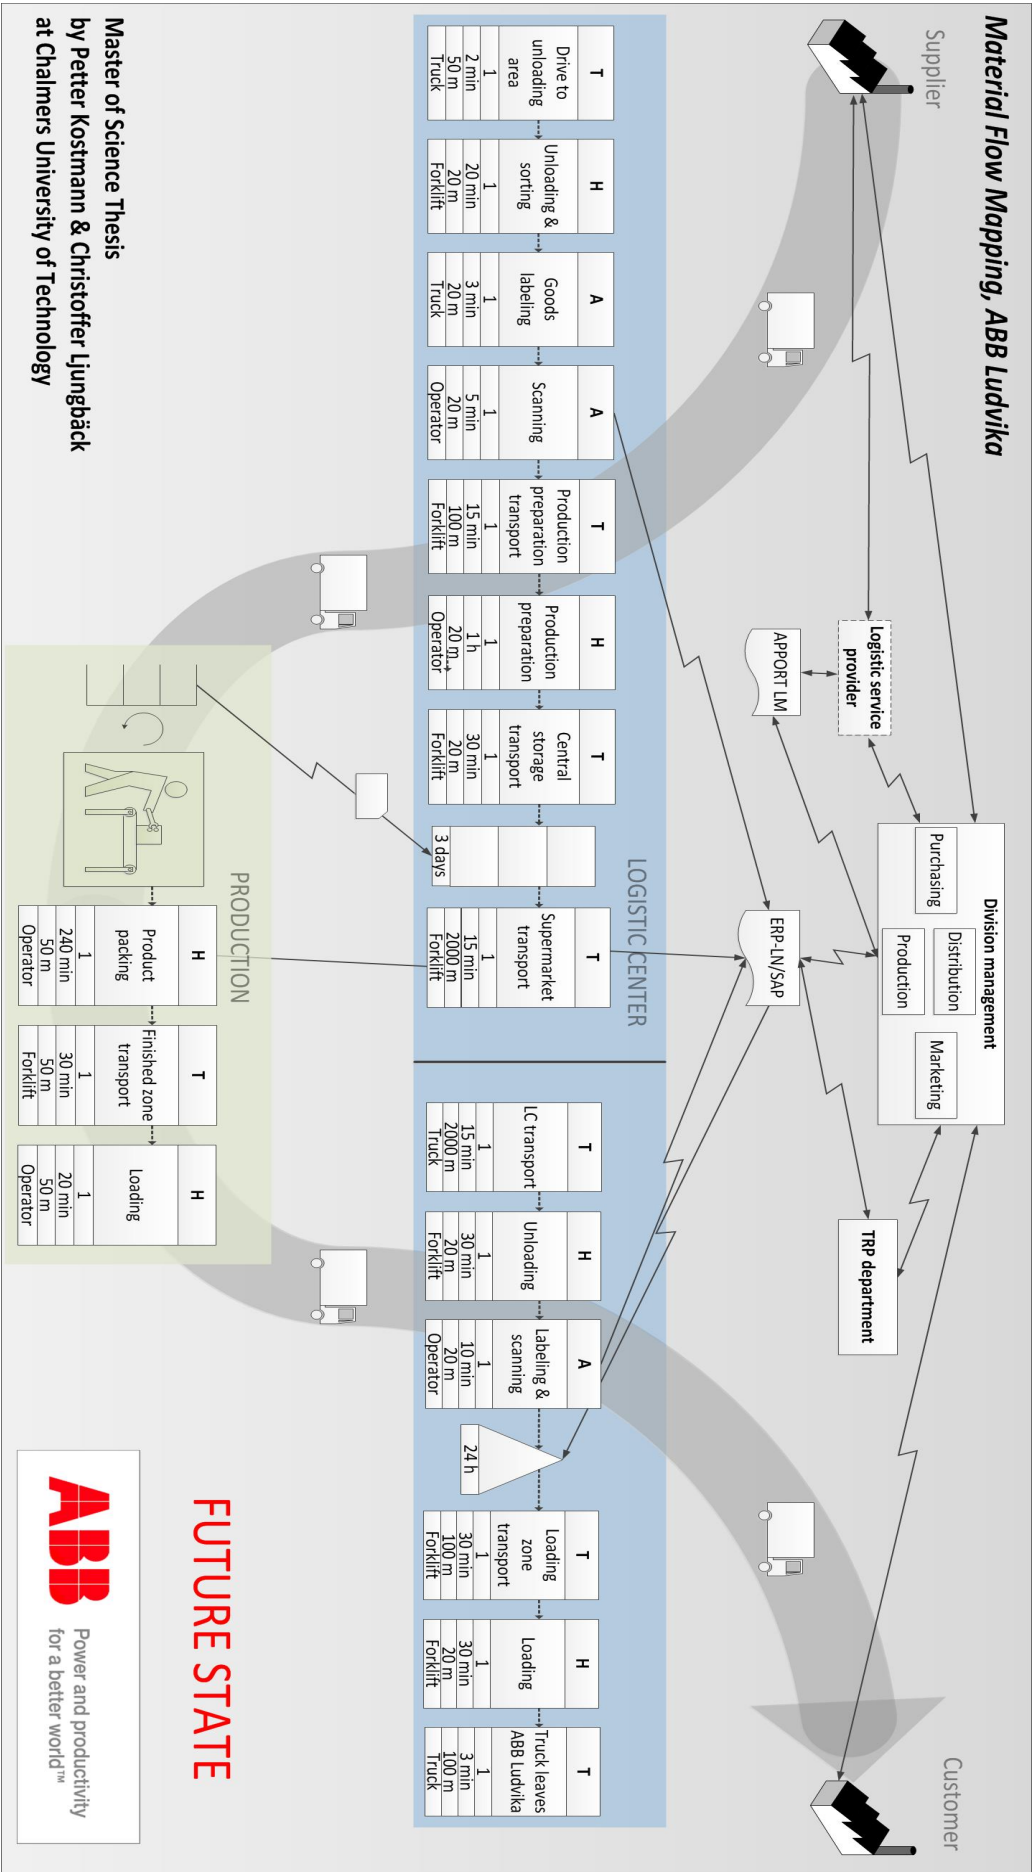 Material Flow Mapping, ABB Ludvika
Supplier
Customer
Division management
Purchasing
Distribution
Production
Marketing
Logistic service
provider
APPORT LM
ERP-LN/SAP
TRP department
LOGISTIC CENTER
T
Drive to
unloading
area
1
2 min
50 m
Truck
H
Unloading &
sorting
1
20 min
20 m
Forklift
A
Goods
labeling
1
3 min
20 m
Truck
A
Scanning
1
5 min
20 m
Operator
T
Production
preparation
transport
1
15 min
100 m
Forklift
H
Production
preparation
1
1 h
20 m
Operator
T
Central
storage
transport
1
30 min
20 m
Forklift
3 days
T
Supermarket
transport
1
15 min
2000 m
Forklift
T
LC transport
1
15 min
2000 m
Truck
H
Unloading
1
30 min
20 m
Forklift
A
Labeling &
scanning
1
10 min
20 m
Operator
24 h
T
Loading
zone
transport
1
30 min
100 m
Forklift
H
Loading
1
30 min
20 m
Forklift
T
Truck leaves
ABB Ludvika
1
3 min
100 m
Truck
PRODUCTION
H
Product
packing
1
240 min
50 m
Operator
T
Finished zone
transport
1
30 min
50 m
Forklift
H
Loading
1
20 min
50 m
Operator
Master of Science Thesis
by Petter Kostmann & Christoffer Ljungbäck
at Chalmers University of Technology
FUTURE STATE
ABB
Power and productivity
for a better world™